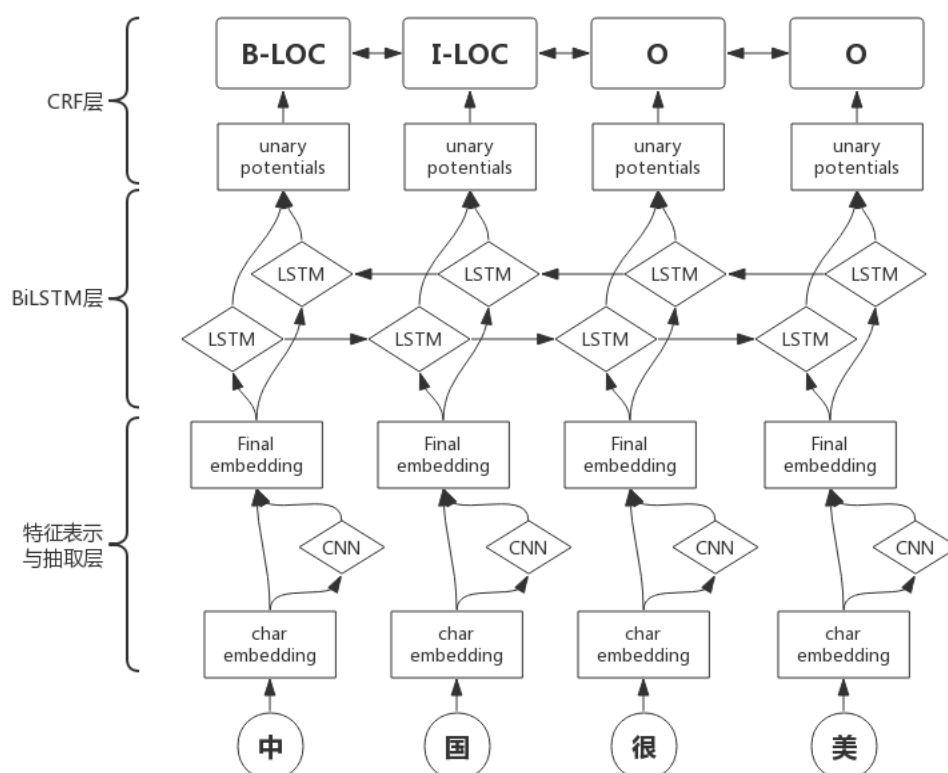 B-LOC I-LOC O O
CRF层
unary unary unary unary
potentials potentials potentials potentials
LSTM LSTM LSTM LSTM
BiLSTM层
LSTM LSTM LSTM LSTM
Final Final Final Final
embedding embedding embedding embedding
特征表示
与抽取层
CNN CNN CNN CNN
char char char char
embedding embedding embedding embedding
中 国 很 美